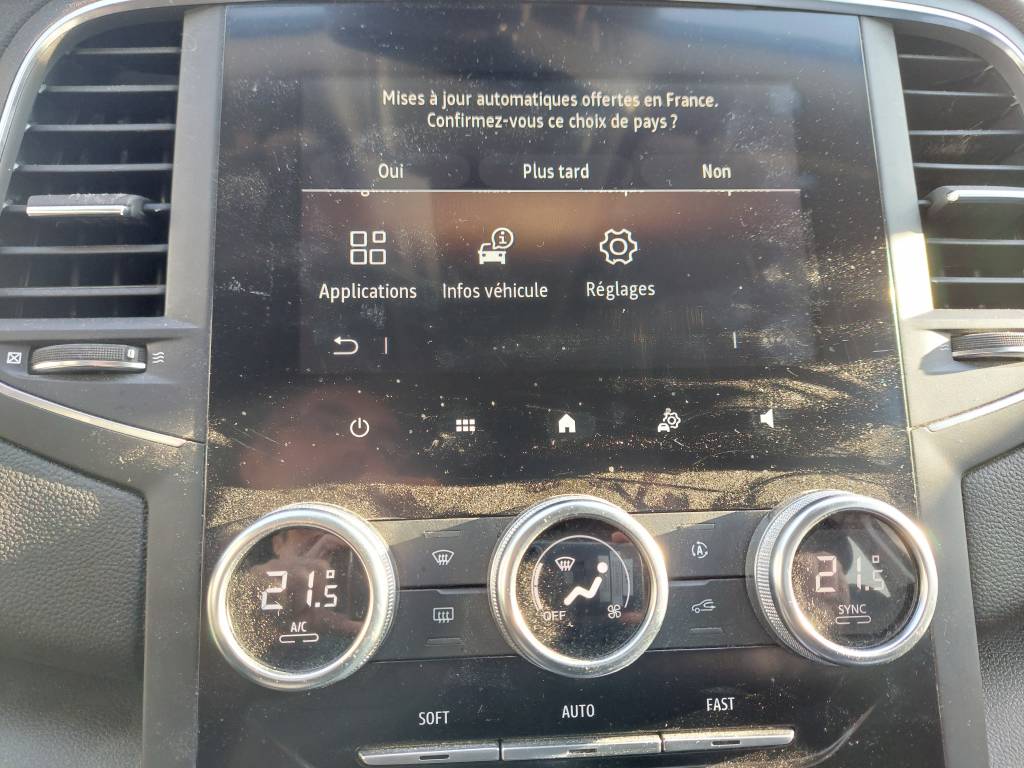 Mises à jour automatiques offertes en France.
Confirmez-vous ce choix de pays ?
Oui Plus tard Non
Applications Infos véhicule Réglages
21.5 21.5
A/C OFF SYNC
SOFT AUTO FAST